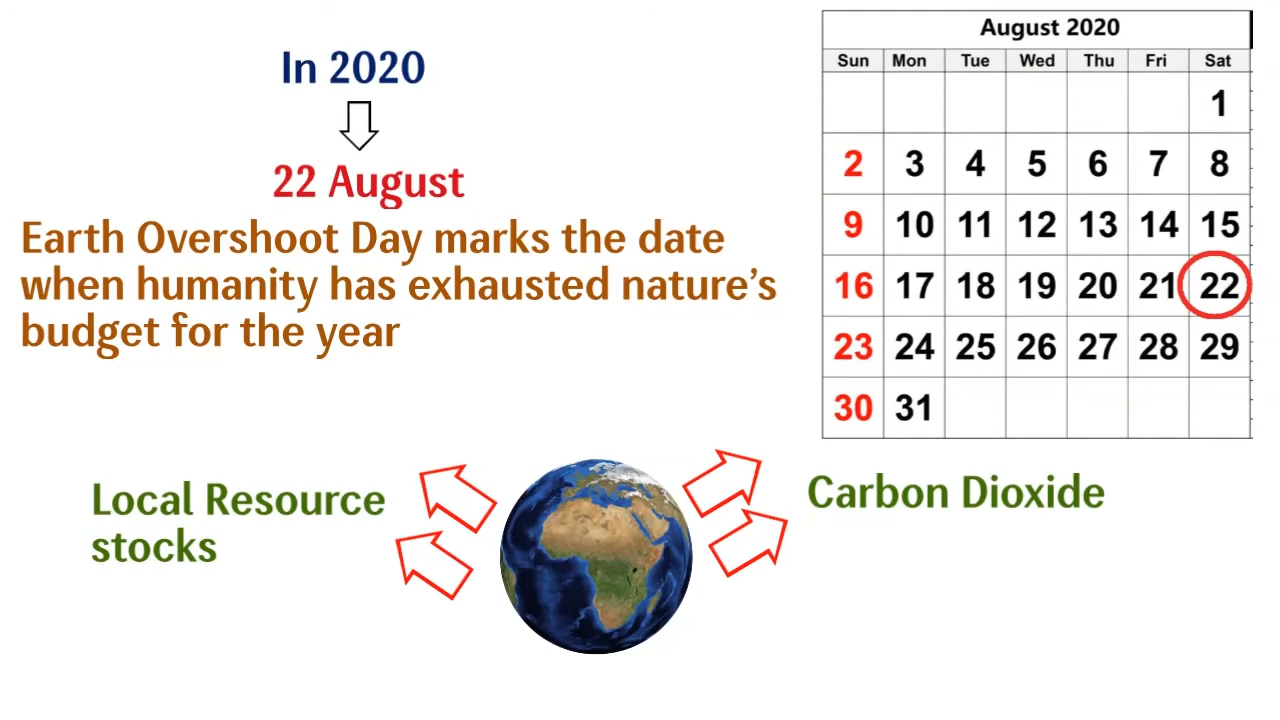 In 2020
22 August
Earth Overshoot Day marks the date
when humanity has exhausted nature's
budget for the year
August 2020
Sun Mon Tue Wed Thu Fri Sat
1
2 3 4 5 6 7 8
9 10 11 12 13 14 15
16 17 18 19 20 21 22
23 24 25 26 27 28 29
30 31
Local Resource
stocks
Carbon Dioxide